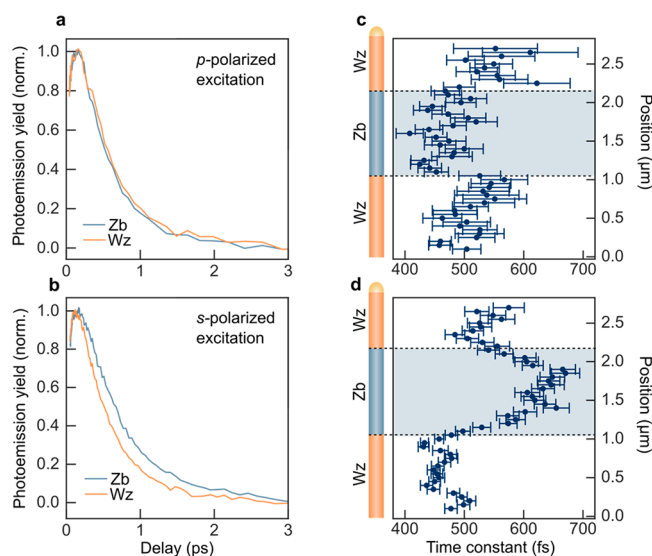 a
Photoemission yield (norm.)
1.0
0.8
0.6
0.4
0.2
0.0
p-polarized
excitation
Zb
Wz
0
1
2
3
b
Photoemission yield (norm.)
1.0
0.8
0.6
0.4
0.2
0.0
s-polarized
excitation
Zb
Wz
0
1
2
3
Delay (ps)
c
Wz
Zb
Wz
2.5
2.0
1.5
1.0
0.5
0.0
Position (μm)
400
500
600
700
d
Wz
Zb
Wz
2.5
2.0
1.5
1.0
0.5
0.0
Position (μm)
400
500
600
700
Time constant (fs)